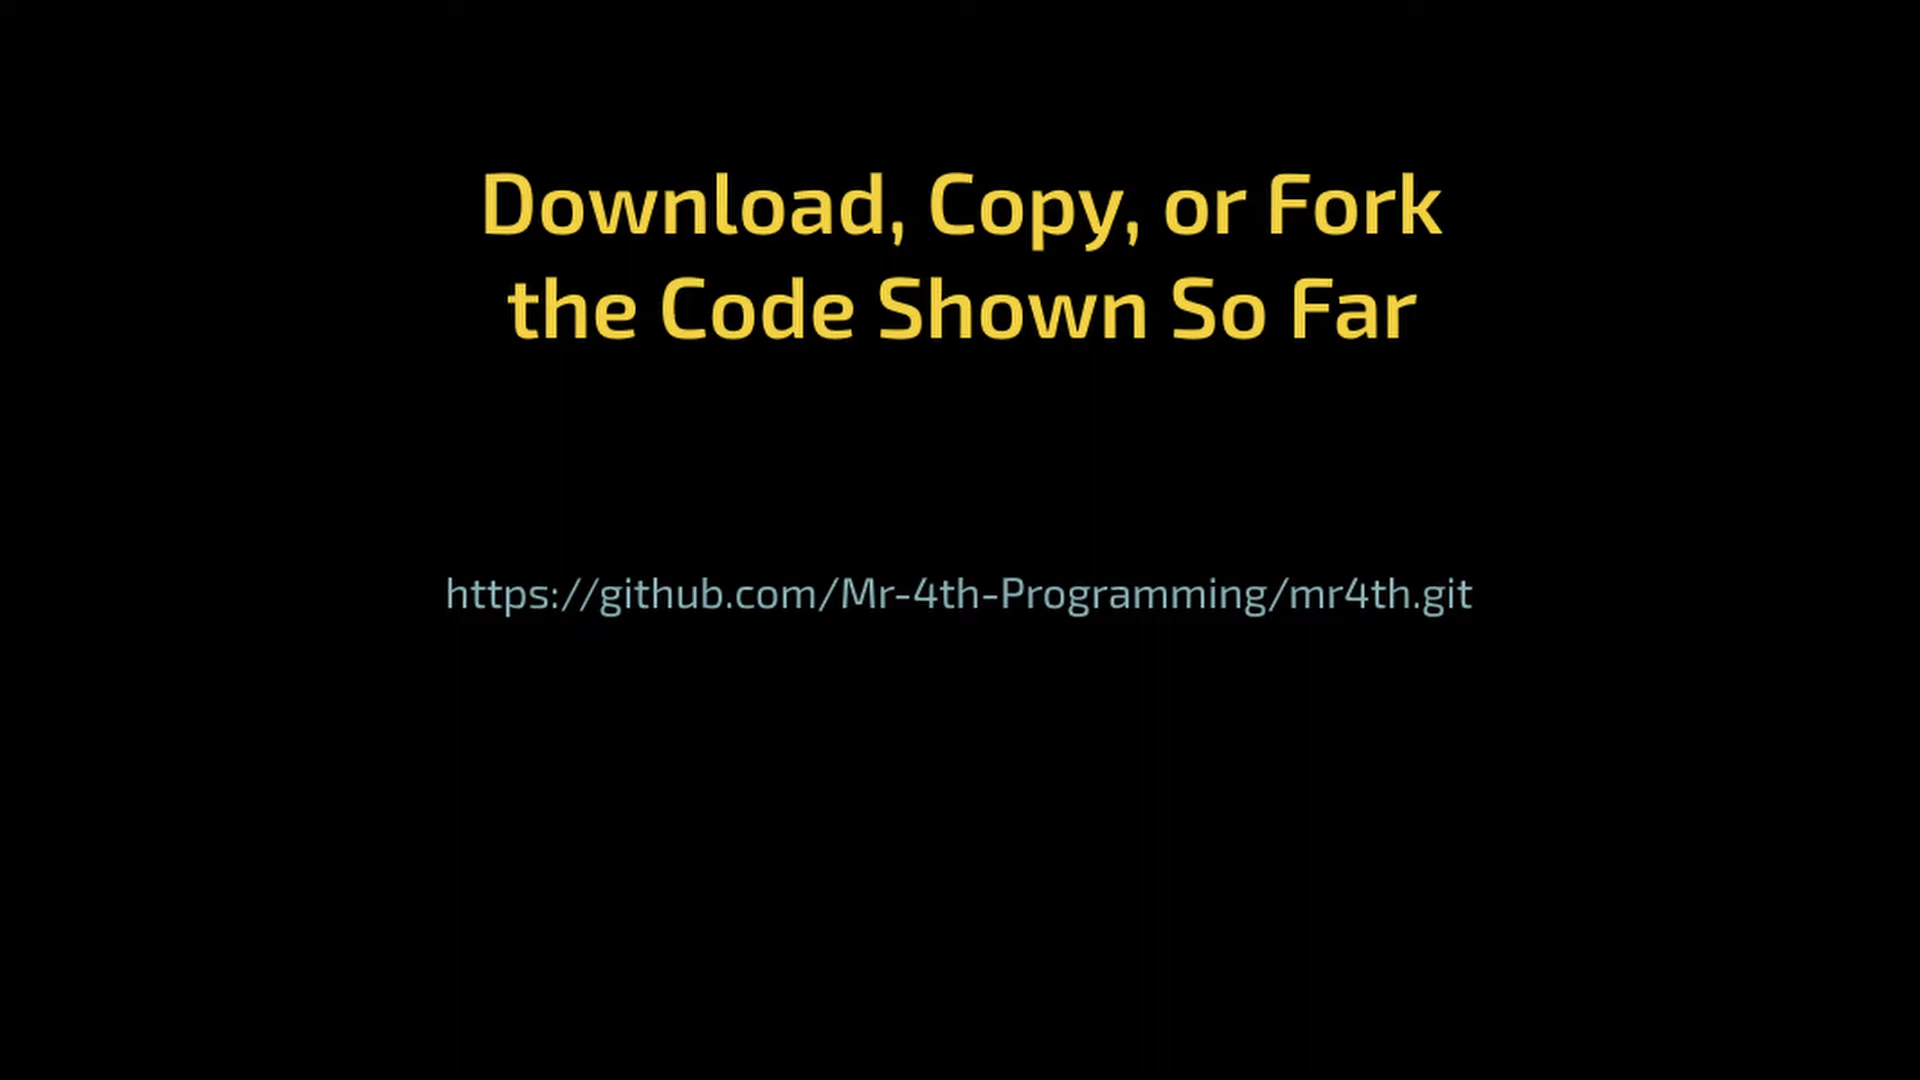 Download, Copy, or Fork
the Code Shown So Far
https://github.com/Mr-4th-Programming/mr4th.git